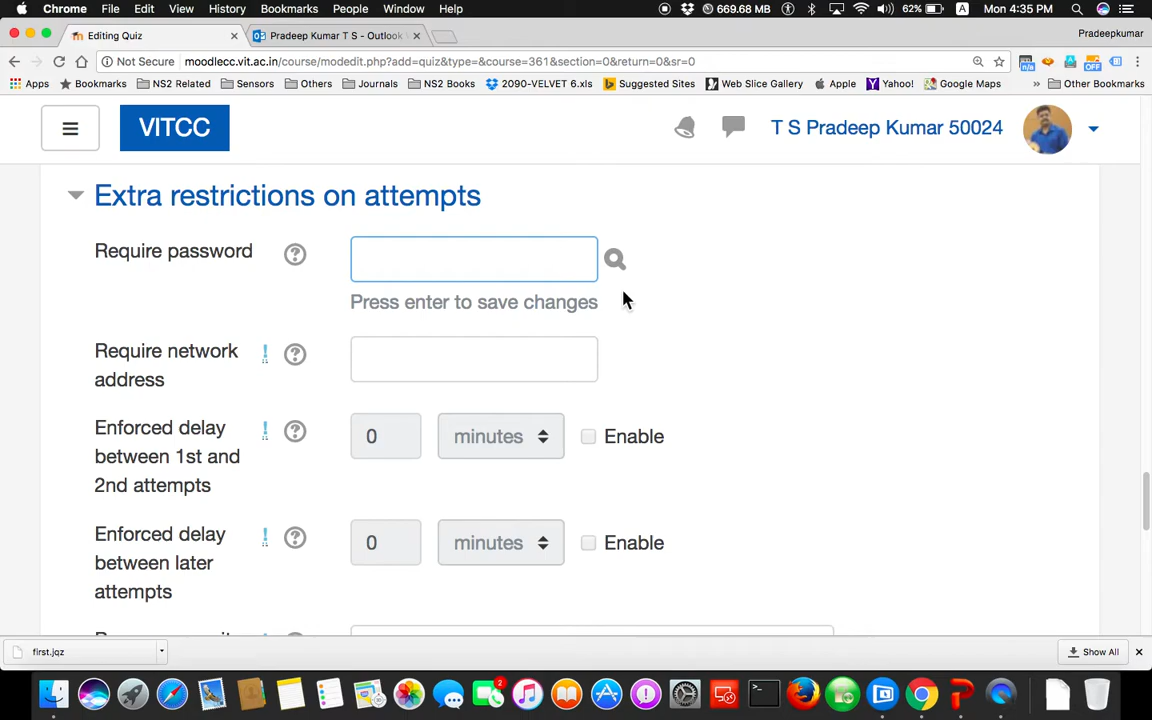 Chrome File Edit View History Bookmarks People Window Help 669.68 MB 62% A Mon 4:35 PM
Editing Quiz Pradeep Kumar T S - Outlook Pradeepkumar
Not Secure moodlecc.vit.ac.in/course/modedit.php?add=quiz&type=&course=361&section=0&return=0&sr=0
Apps Bookmarks NS2 Related Sensors Others Journals NS2 Books 2090-VELVET 6.xls Suggested Sites Web Slice Gallery Apple Yahoo! Google Maps » Other Bookmarks
VITCC T S Pradeep Kumar 50024
Extra restrictions on attempts
Require password
Press enter to save changes
Require network
address
Enforced delay 0 minutes Enable
between 1st and
2nd attempts
Enforced delay 0 minutes Enable
between later
attempts
first.jqz Show All
2